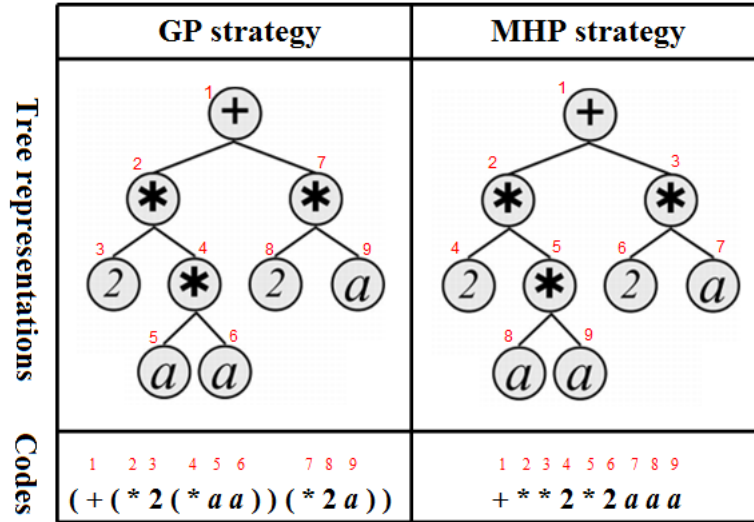 GP strategy MHP strategy
Tree representations
1 1
+ +
2 7 2 3
* * * *
3 4 8 9 4 5 6 7
2 * 2 a 2 * 2 a
5 6 8 9
a a a a
Codes
1 2 3 4 5 6 7 8 9 1 2 3 4 5 6 7 8 9
( + ( * 2 ( * a a ) ) ( * 2 a ) ) + * * 2 * 2 a a a